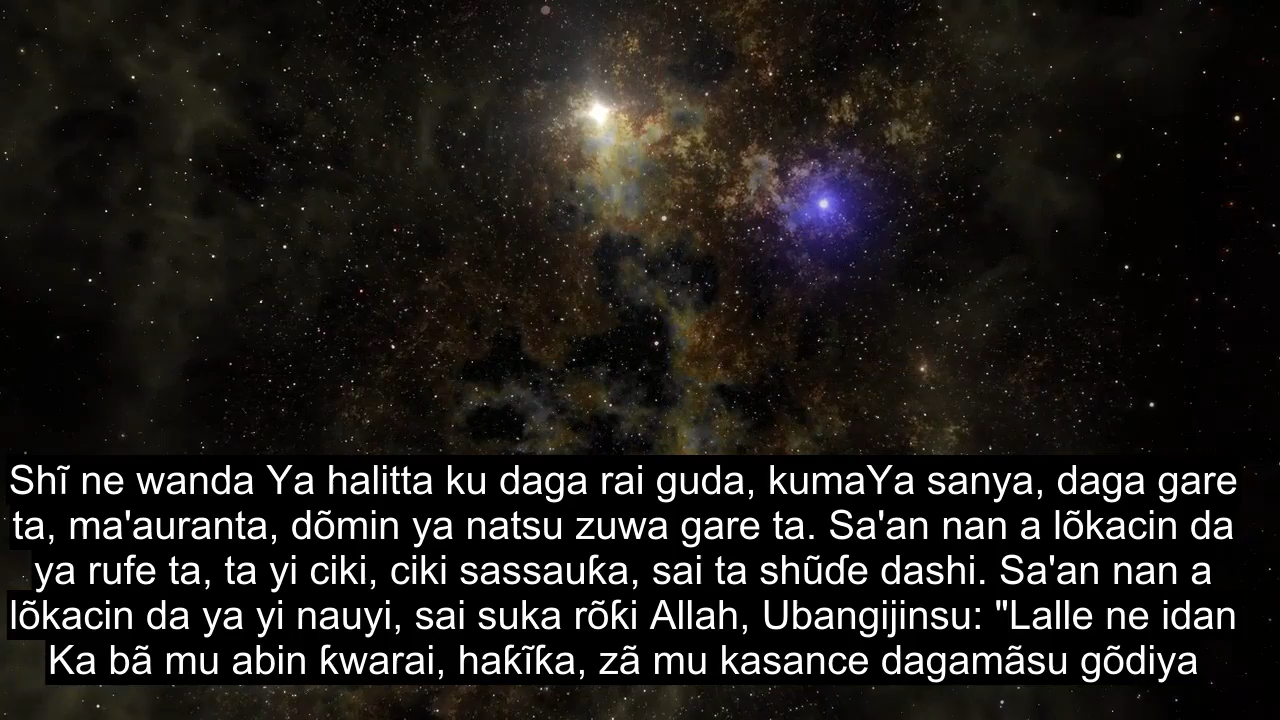 Shĩ ne wanda Ya halitta ku daga rai guda, kumaYa sanya, daga gare
ta, ma'auranta, dõmin ya natsu zuwa gare ta. Sa'an nan a lõkacin da
ya rufe ta, ta yi ciki, ciki sassauƙa, sai ta shũɗe dashi. Sa'an nan a
lõkacin da ya yi nauyi, sai suka rõƙi Allah, Ubangijinsu: "Lalle ne idan
Ka bã mu abin ƙwarai, haƙĩƙa, zã mu kasance dagamãsu gõdiya